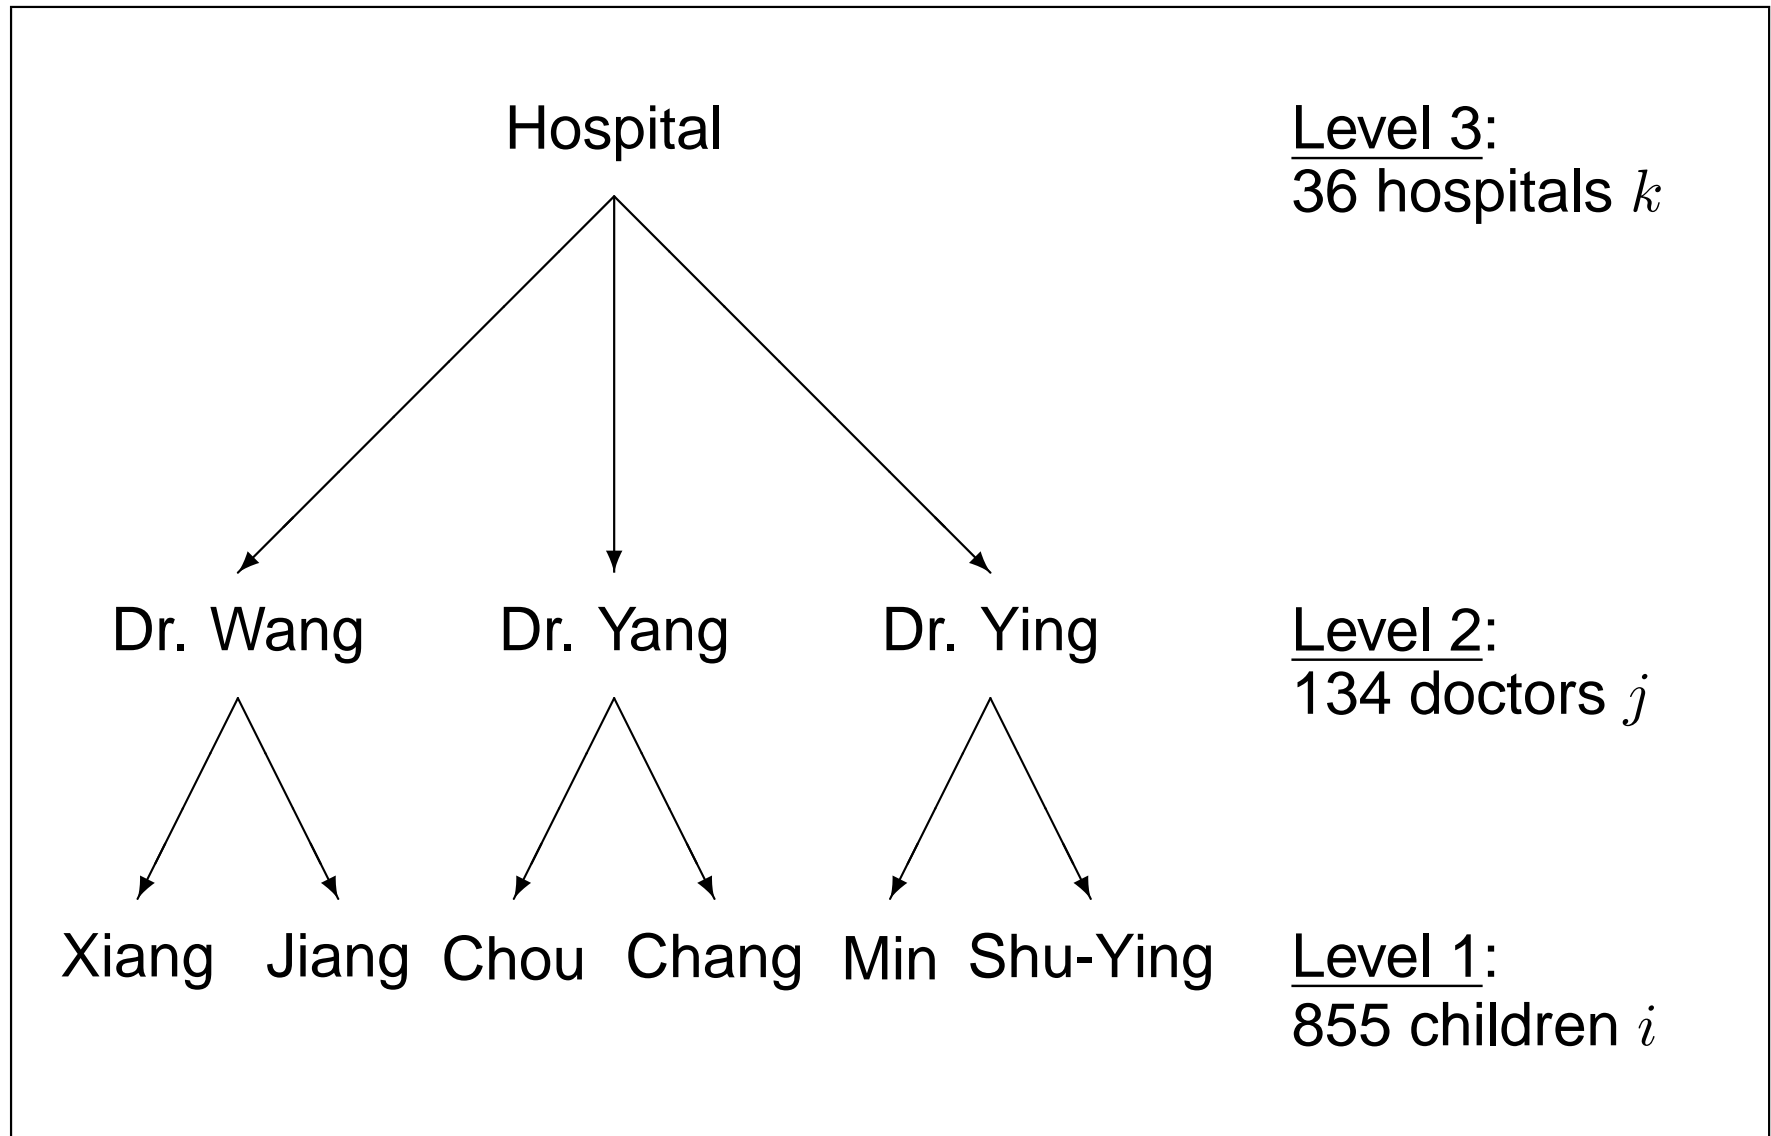 Hospital
Level 3:
36 hospitals k
Dr. Wang Dr. Yang Dr. Ying
Level 2:
134 doctors j
Xiang Jiang Chou Chang Min Shu-Ying
Level 1:
855 children i